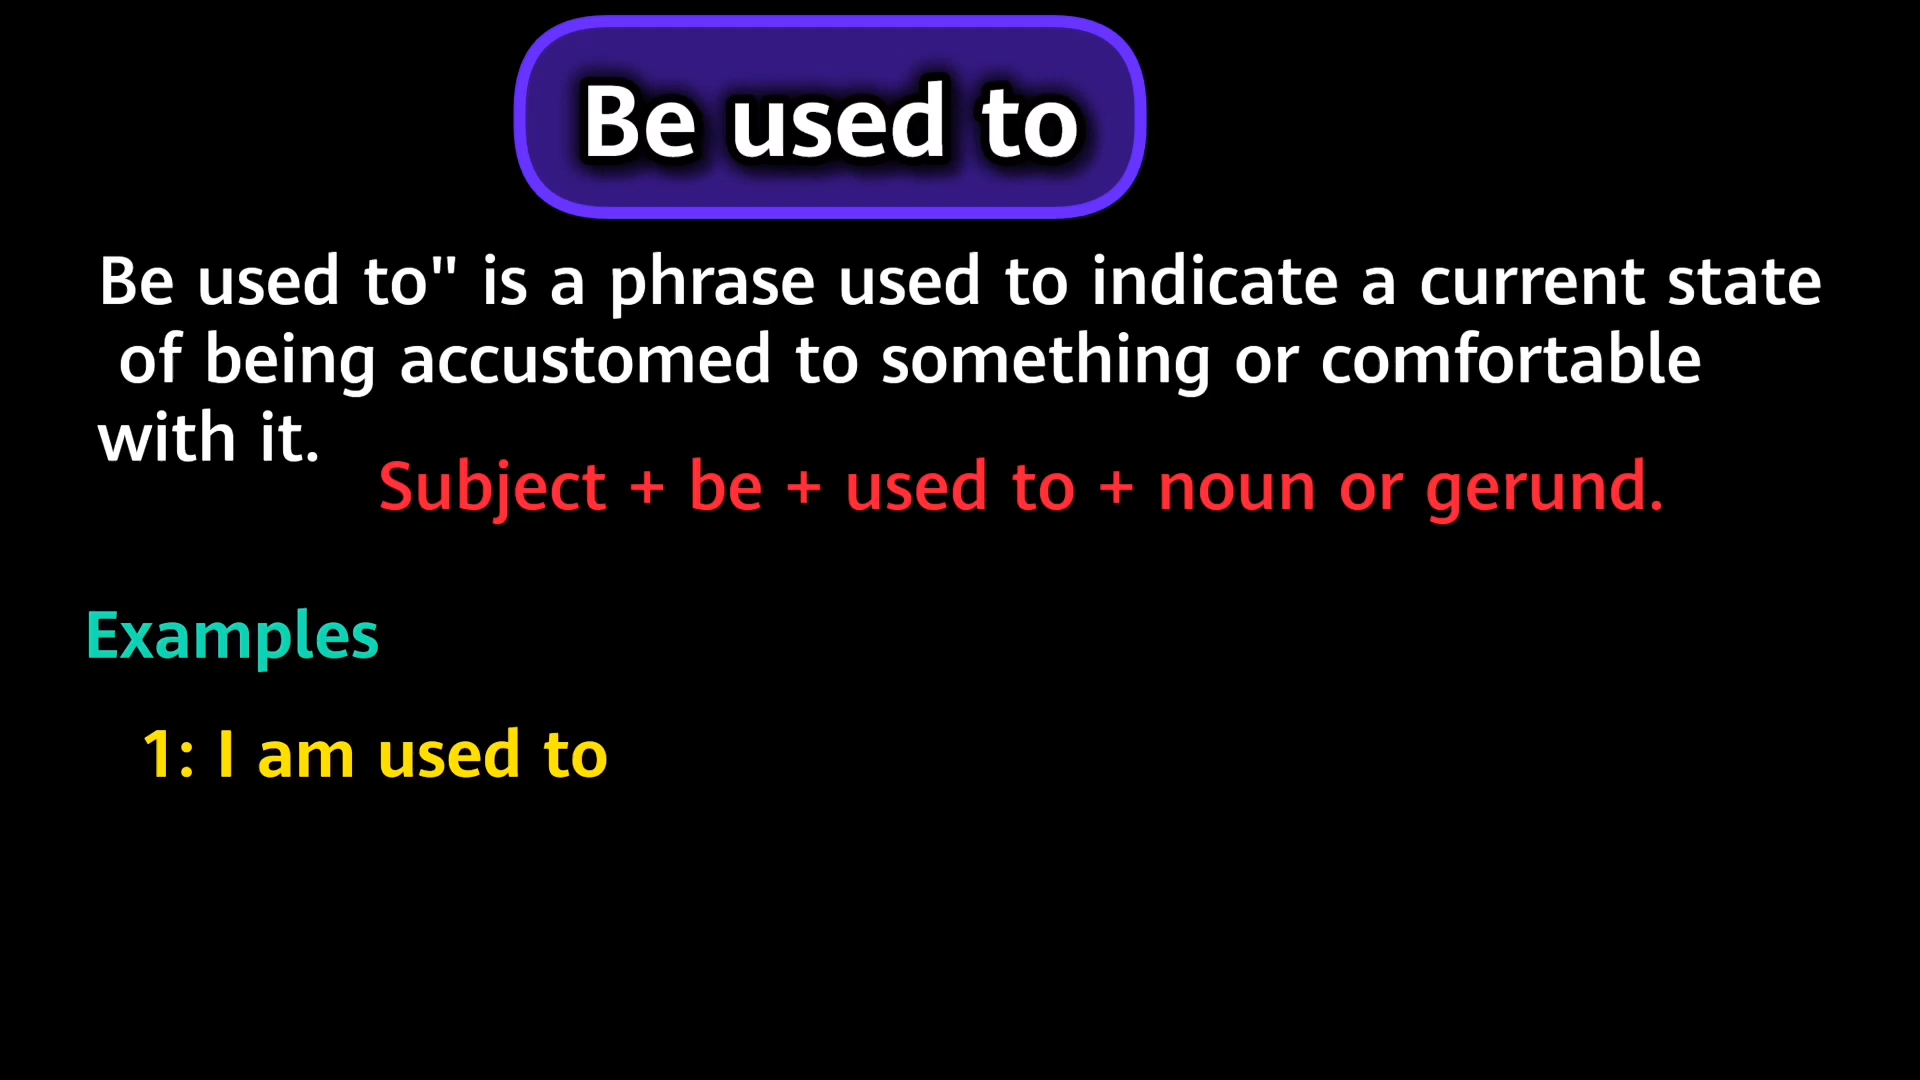 Be used to
Be used to" is a phrase used to indicate a current state
of being accustomed to something or comfortable
with it.
Subject + be + used to + noun or gerund.
Examples
1: I am used to